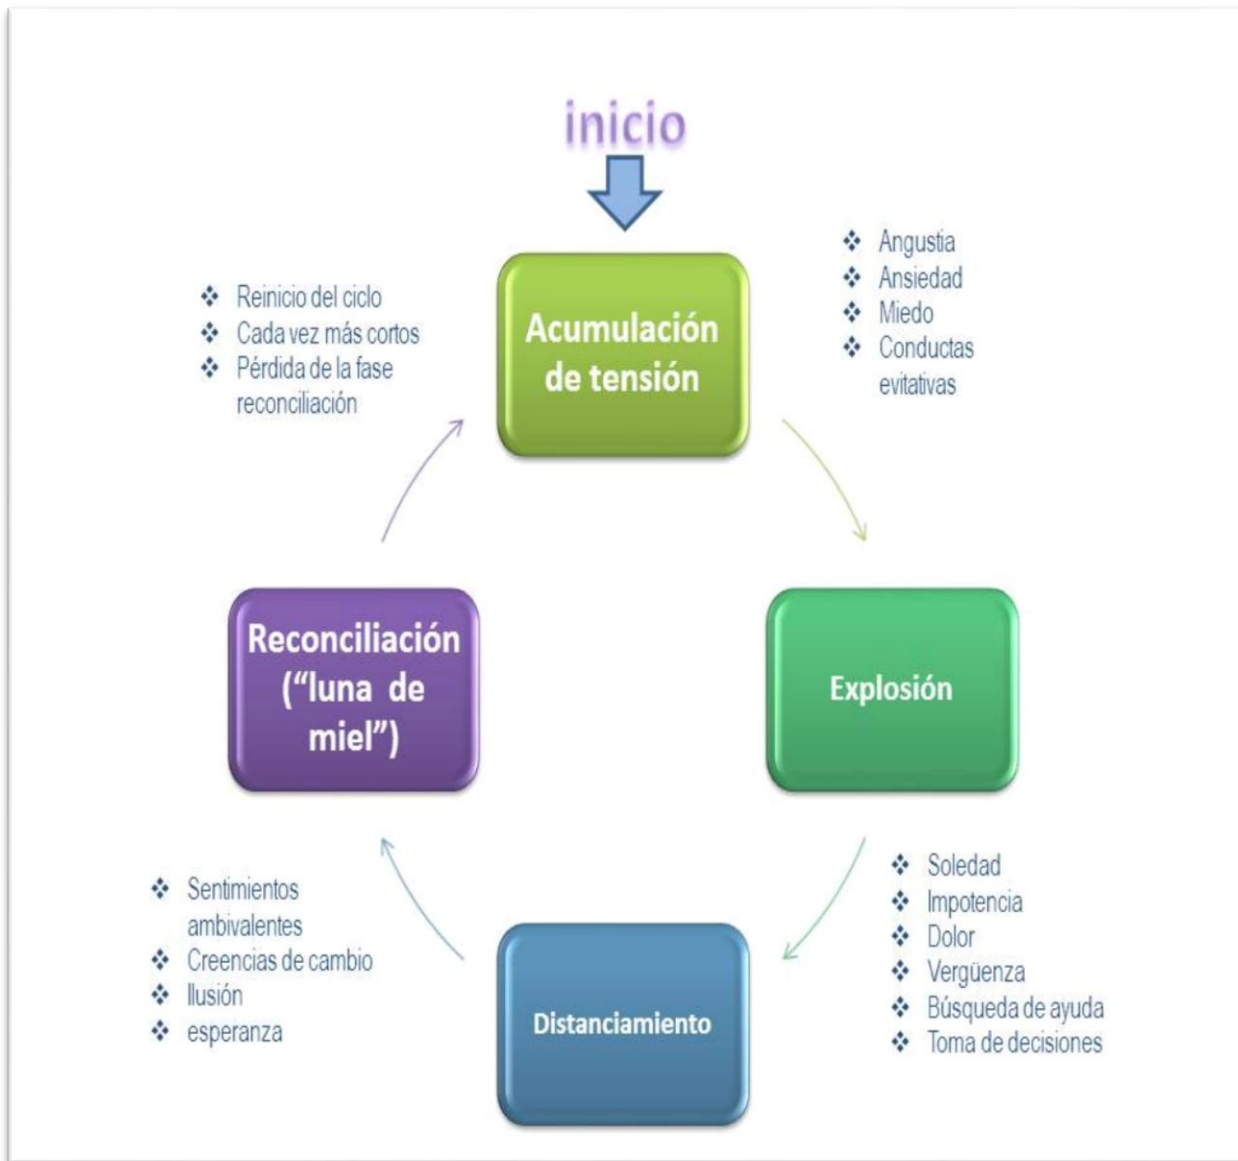 inicio
Acumulación
de tensión
Angustia
Ansiedad
Miedo
Conductas
evitativas
Explosión
Soledad
Impotencia
Dolor
Vergüenza
Búsqueda de ayuda
Toma de decisiones
Distanciamiento
Sentimientos
ambivalentes
Creencias de cambio
Ilusión
esperanza
Reconciliación
(“luna de
miel”)
Reinicio del ciclo
Cada vez más cortos
Pérdida de la fase
reconciliación